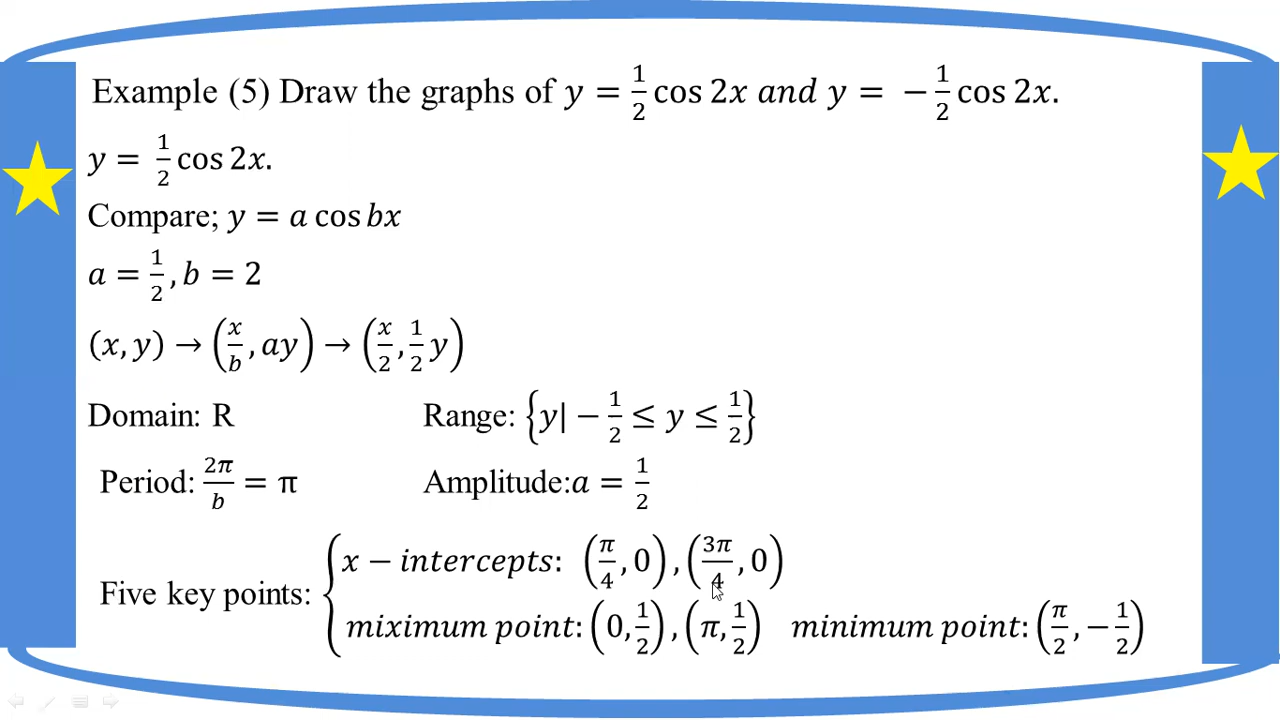 Example (5) Draw the graphs of y = 1/2 cos 2x and y = − 1/2 cos 2x.
y = 1/2 cos 2x.
Compare; y = a cos bx
a = 1/2 , b = 2
(x, y) → (x/b, ay) → (x/2, 1/2 y)
Domain: R Range: {y| − 1/2 ≤ y ≤ 1/2}
Period: 2π/b = π Amplitude:a = 1/2
Five key points: { x − intercepts: (π/4, 0), (3π/4, 0)
miximum point: (0, 1/2), (π, 1/2) minimum point: (π/2, − 1/2)